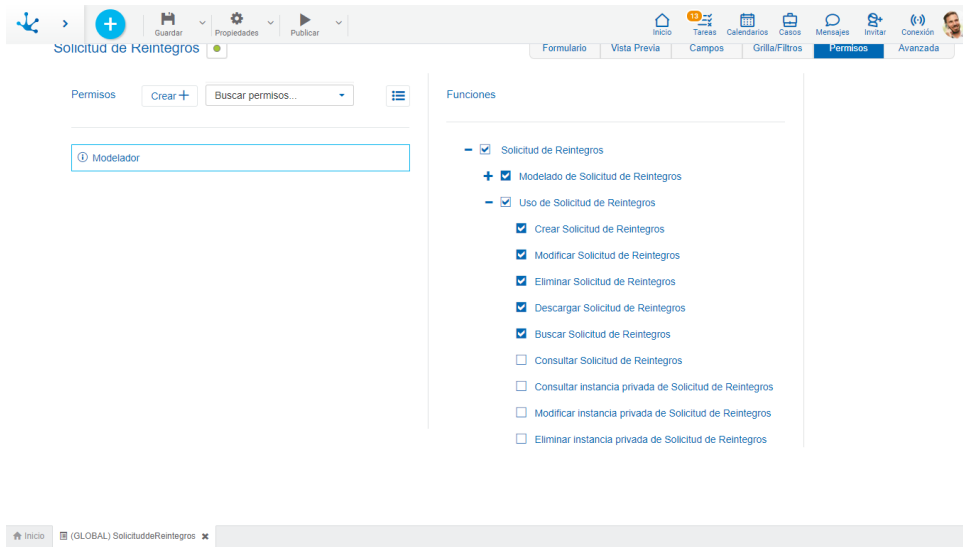 Guardar
Propiedades
Publicar
Inicio
13
Tareas
Calendarios
Casos
Mensajes
Invitar
Conexión
Solicitud de Reintegros
Formulario
Vista Previa
Campos
Grilla/Filtros
Permisos
Avanzada
Permisos
Crear
Buscar permisos...
Modelador
Funciones
Solicitud de Reintegros
Modelado de Solicitud de Reintegros
Uso de Solicitud de Reintegros
Crear Solicitud de Reintegros
Modificar Solicitud de Reintegros
Eliminar Solicitud de Reintegros
Descargar Solicitud de Reintegros
Buscar Solicitud de Reintegros
Consultar Solicitud de Reintegros
Consultar instancia privada de Solicitud de Reintegros
Modificar instancia privada de Solicitud de Reintegros
Eliminar instancia privada de Solicitud de Reintegros
Inicio
(GLOBAL) SolicituddeReintegros